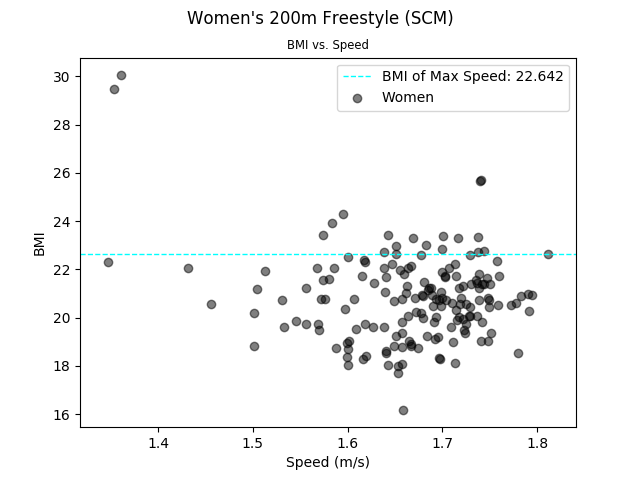 Women's 200m Freestyle (SCM)
BMI vs. Speed
BMI of Max Speed: 22.642
Women
30
28
26
24
22
20
18
16
BMI
1.4 1.5 1.6 1.7 1.8
Speed (m/s)